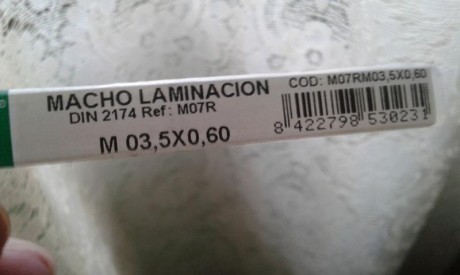 MACHO LAMINACION
DIN 2174 Ref: M07R
M 03,5X0,60
COD: M07RM03,5X0,60
8 422798 530231